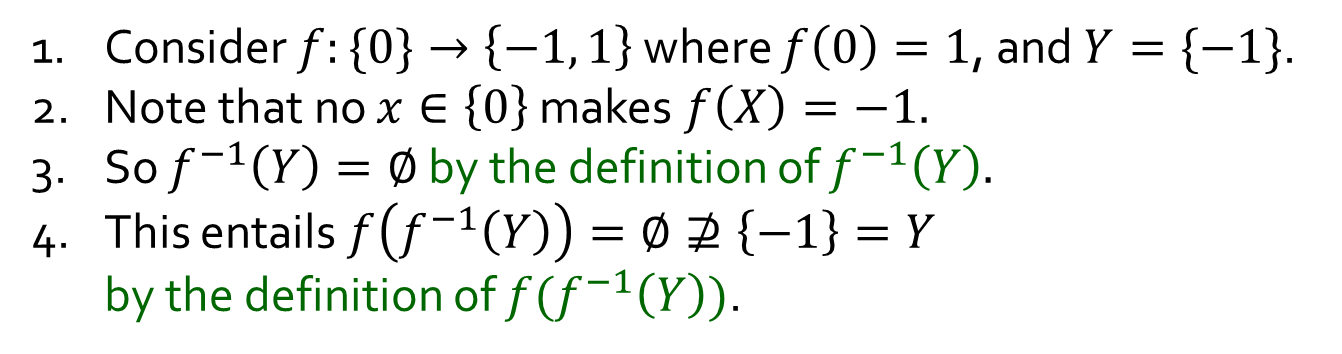 1. Consider f: {0} → {−1, 1} where f(0) = 1, and Y = {−1}.
2. Note that no x ∈ {0} makes f(X) = −1.
3. So f⁻¹(Y) = ∅ by the definition of f⁻¹(Y).
4. This entails f(f⁻¹(Y)) = ∅ ⊉ {−1} = Y
by the definition of f(f⁻¹(Y)).